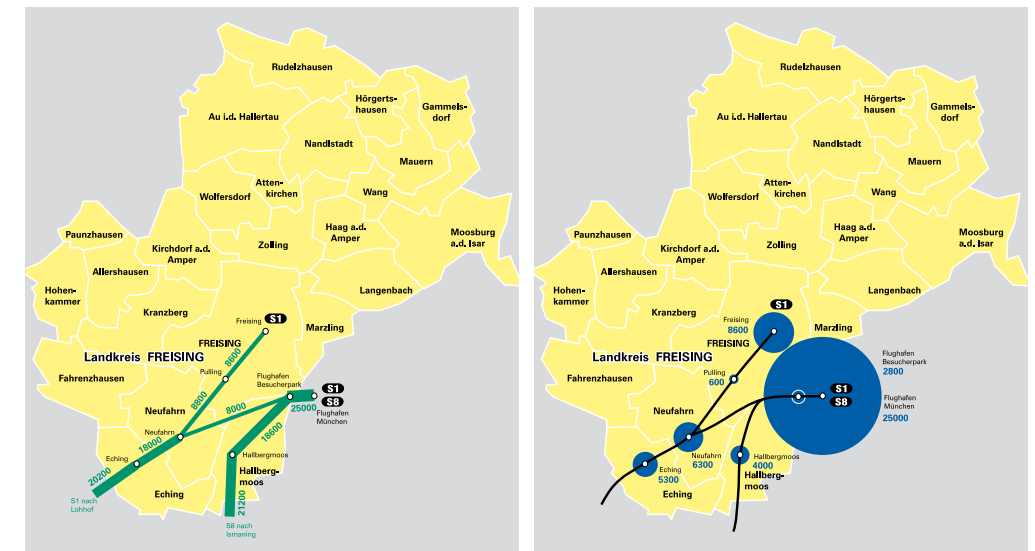 Rudelzhausen
Hörgerts-
hausen
Gammels-
dorf
Au i.d. Hallertau
Nandlstadt
Mauern
Atten-
kirchen
Wolfersdorf
Wang
Haag a.d.
Amper
Moosburg
a.d. Isar
Paunzhausen
Kirchdorf a.d.
Amper
Zolling
Allershausen
Hohen-
kammer
Langenbach
Kranzberg
Freising S1
Marzling
FREISING
8600
Landkreis FREISING
Pulling
Fahrenzhausen
Flughafen
Besucherpark
S1
S8
8800
8000
25000
Flughafen
München
Neufahrn
Neufahrn
18000
18600
Eching
Hallbergmoos
20200
Hallberg-
moos
Eching
21200
S1 nach
Lohhof
S8 nach
Ismaning
Rudelzhausen
Hörgerts-
hausen
Gammels-
dorf
Au i.d. Hallertau
Nandlstadt
Mauern
Atten-
kirchen
Wolfersdorf
Wang
Haag a.d.
Amper
Moosburg
a.d. Isar
Paunzhausen
Kirchdorf a.d.
Amper
Zolling
Allershausen
Hohen-
kammer
Langenbach
Kranzberg
S1
Freising
8600
Marzling
FREISING
Landkreis FREISING
Flughafen
Besucherpark
2800
Pulling
600
Fahrenzhausen
S1
S8
Flughafen
München
25000
Neufahrn
Neufahrn
6300
Hallbergmoos
4000
Eching
5300
Hallberg-
moos
Eching